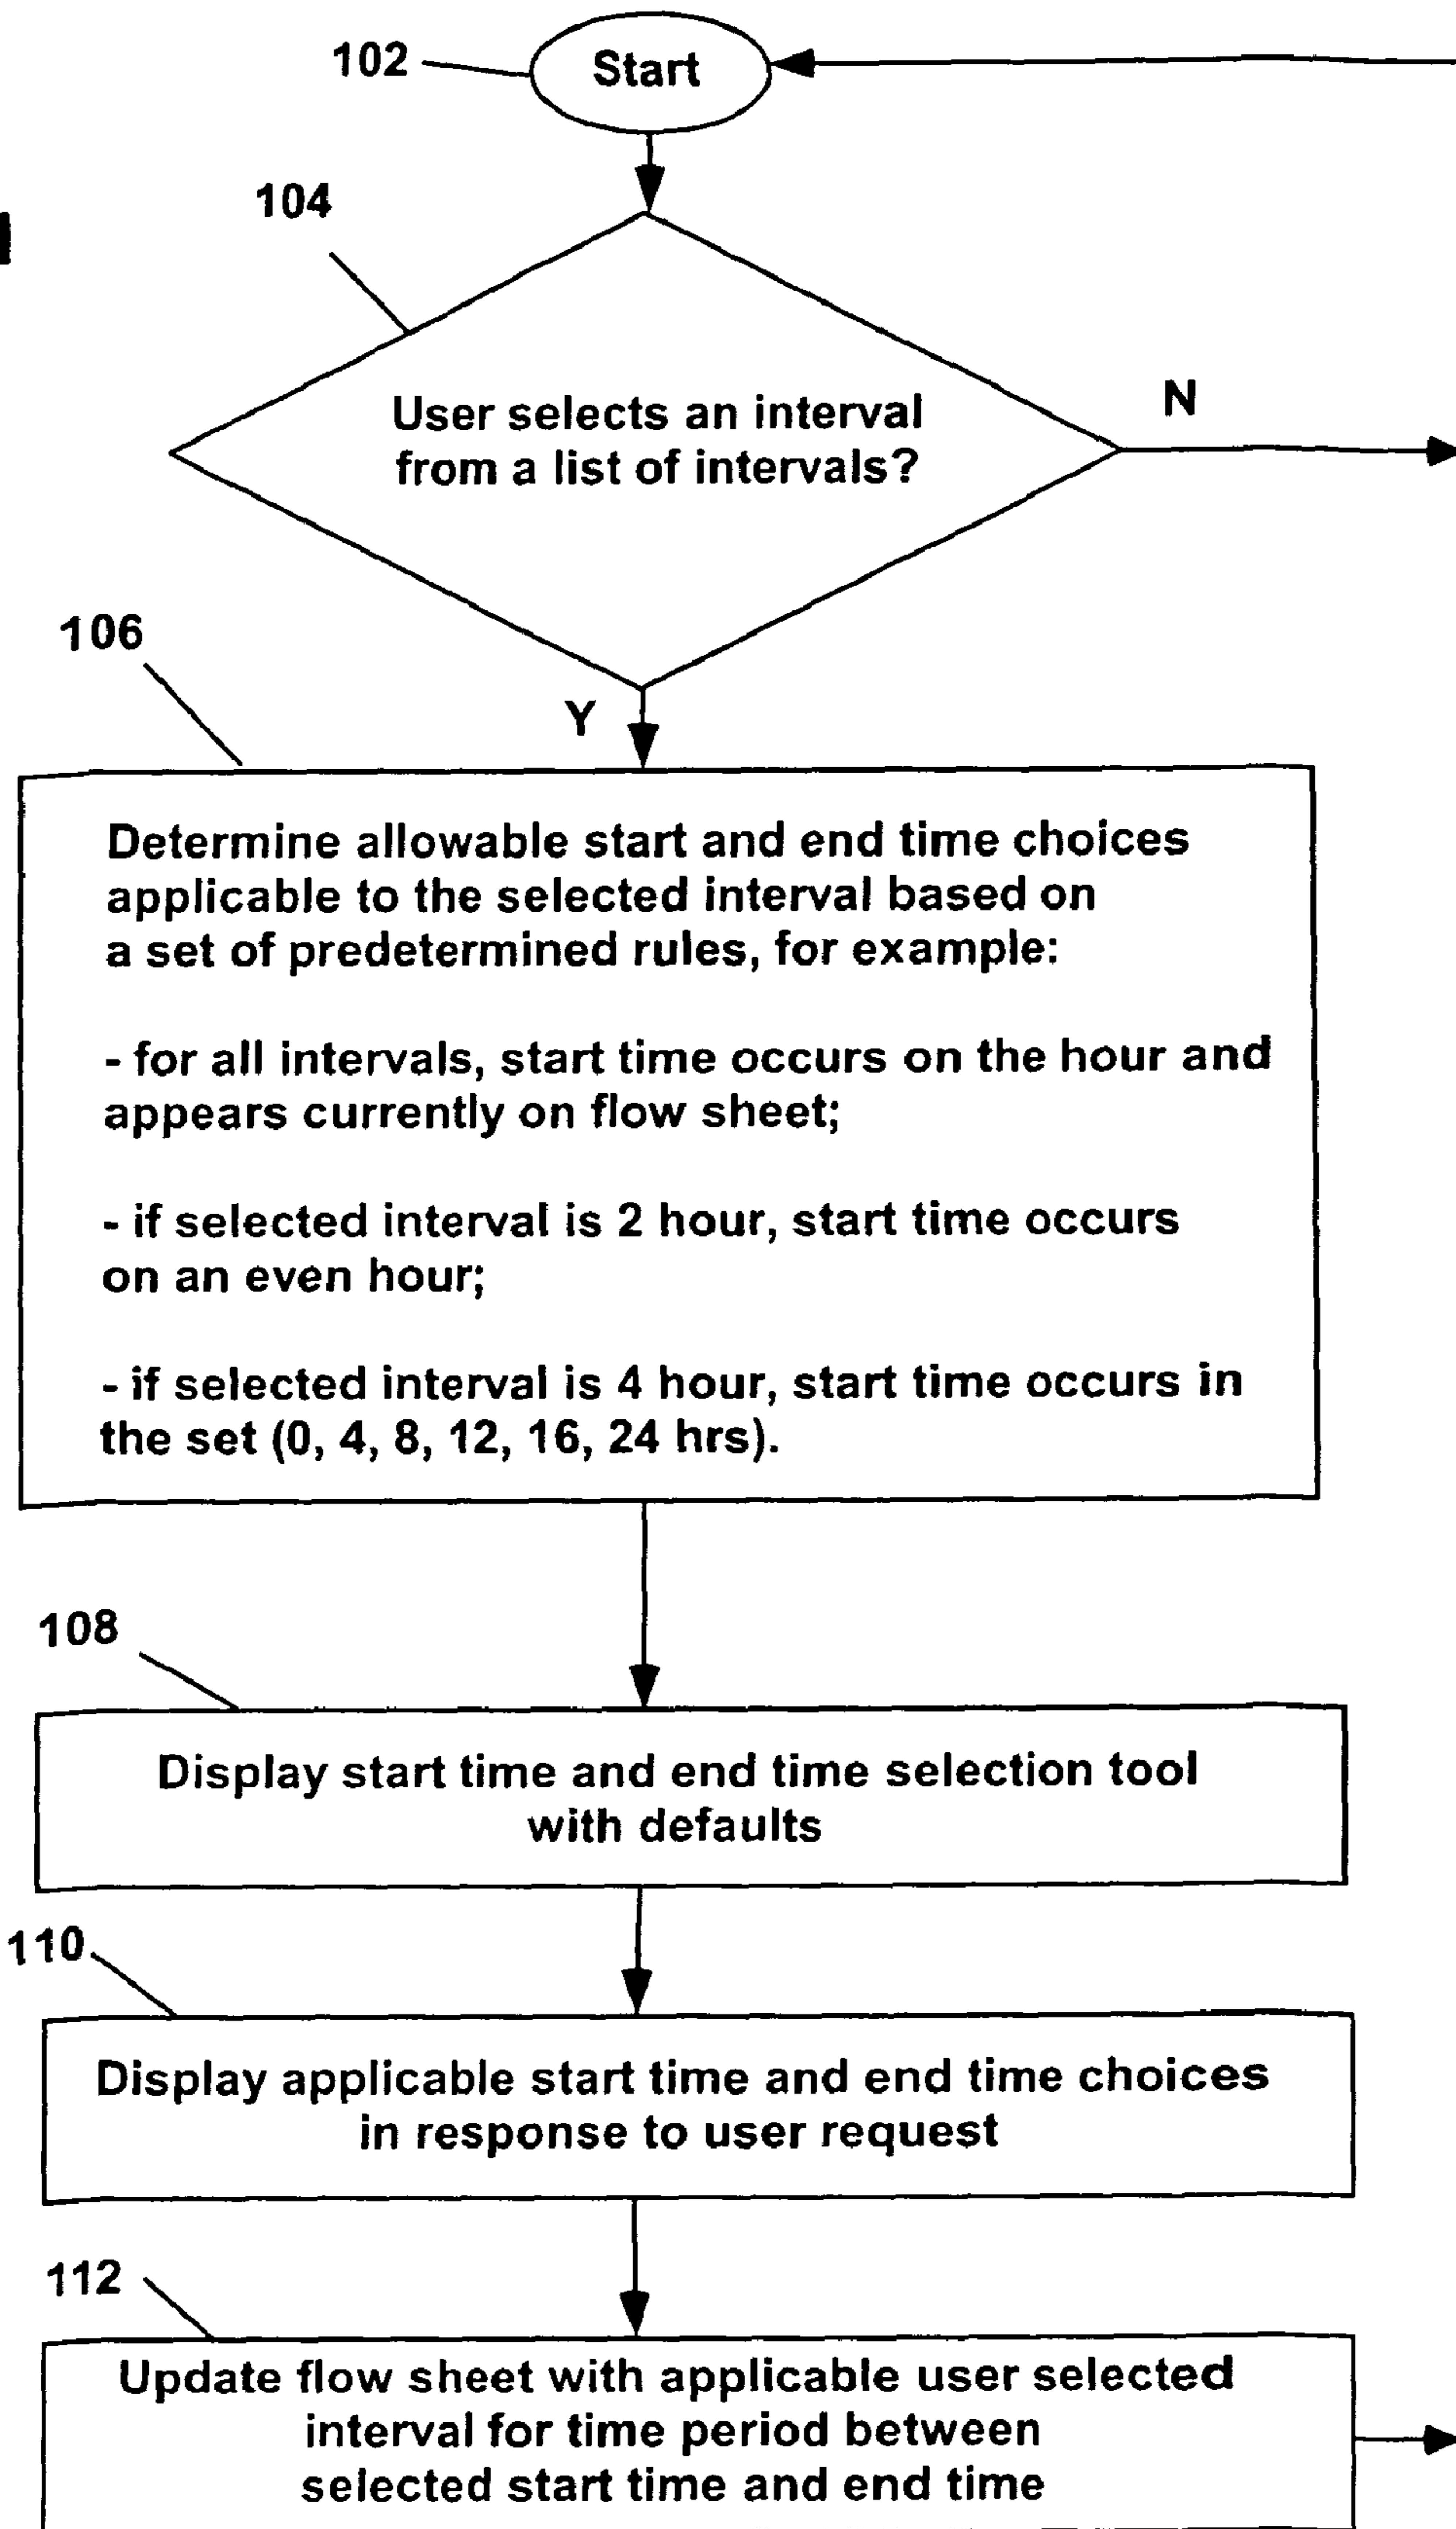 102
Start
104
User selects an interval
from a list of intervals?
N
106
Y
Determine allowable start and end time choices
applicable to the selected interval based on
a set of predetermined rules, for example:
- for all intervals, start time occurs on the hour and
appears currently on flow sheet;
- if selected interval is 2 hour, start time occurs
on an even hour;
- if selected interval is 4 hour, start time occurs in
the set (0, 4, 8, 12, 16, 24 hrs).
108
Display start time and end time selection tool
with defaults
110
Display applicable start time and end time choices
in response to user request
112
Update flow sheet with applicable user selected
interval for time period between
selected start time and end time